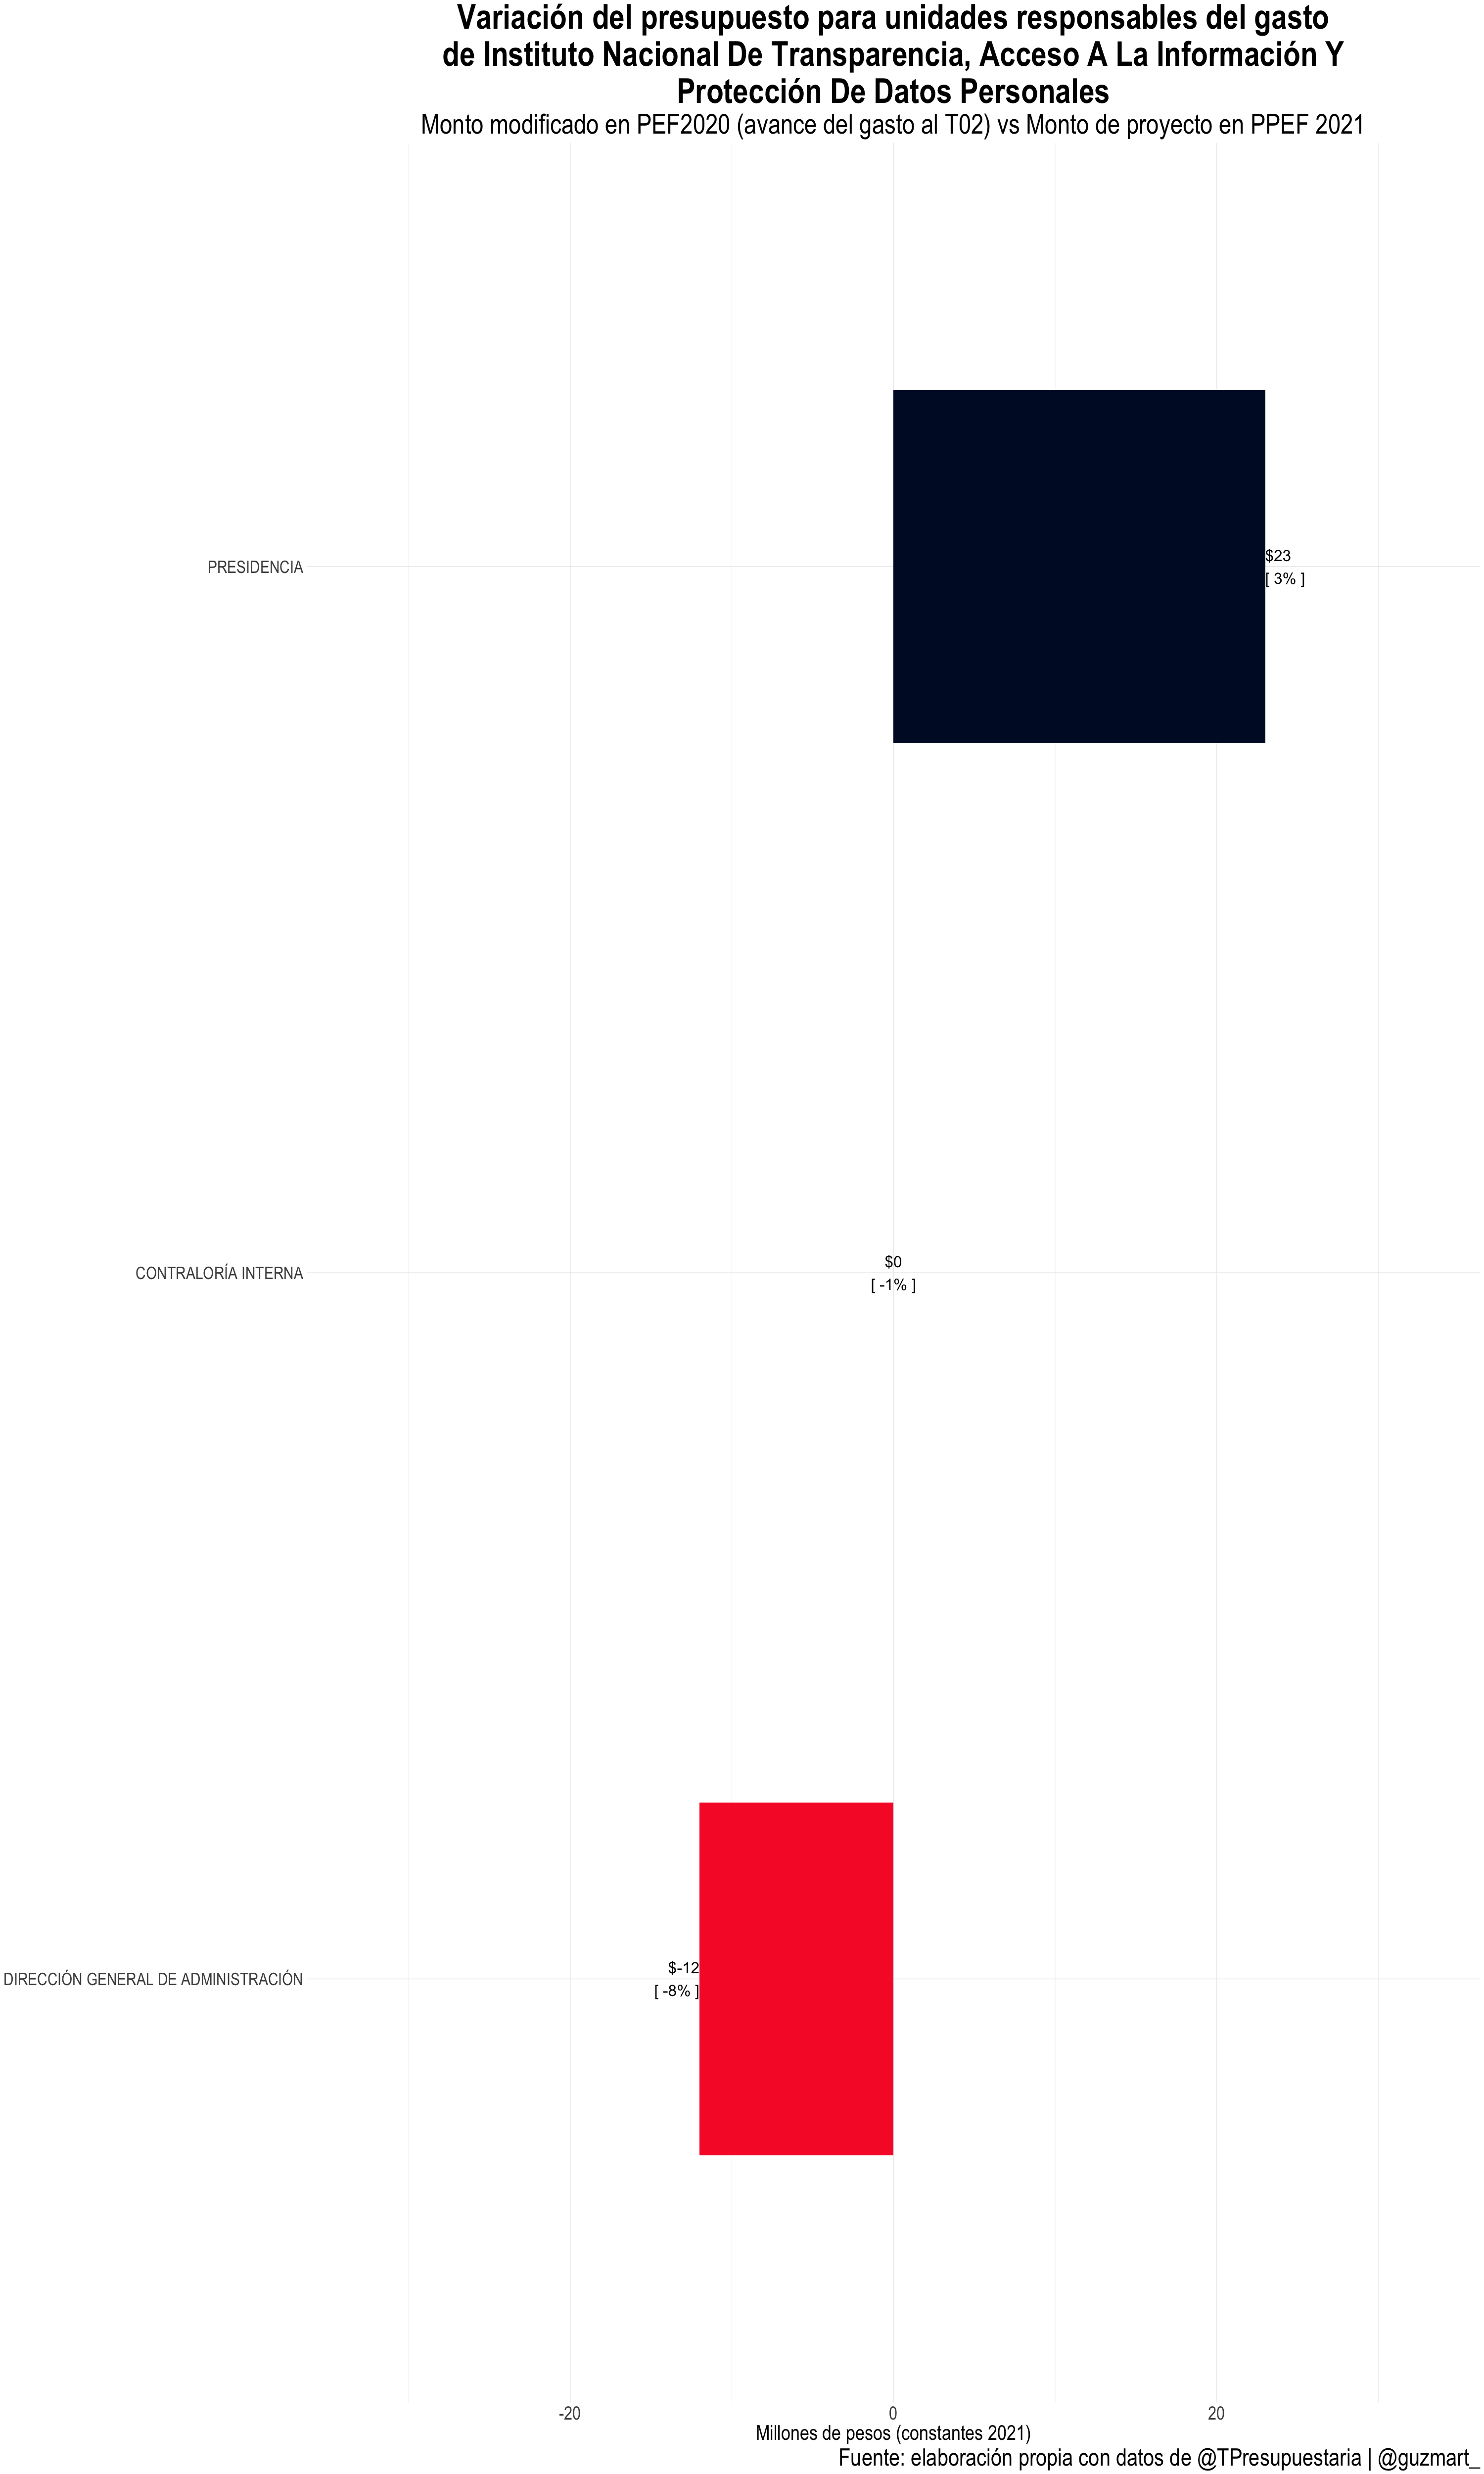 Variación del presupuesto para unidades responsables del gasto
de Instituto Nacional De Transparencia, Acceso A La Información Y
Protección De Datos Personales
Monto modificado en PEF2020 (avance del gasto al T02) vs Monto de proyecto en PPEF 2021
PRESIDENCIA
$23
[ 3% ]
CONTRALORÍA INTERNA
$0
[ -1% ]
DIRECCIÓN GENERAL DE ADMINISTRACIÓN
$-12
[ -8% ]
-20 0 20
Millones de pesos (constantes 2021)
Fuente: elaboración propia con datos de @TPresupuestaria | @guzmart_